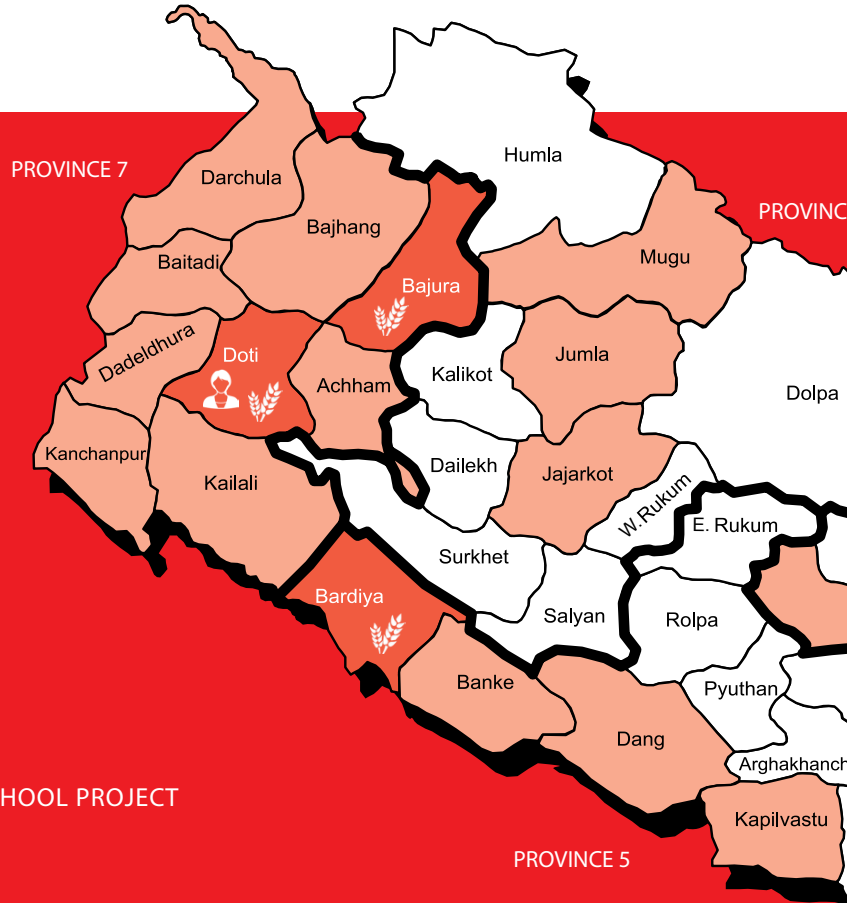 Humla
PROVINCE 7
Darchula
PROVINC
Bajhang
Mugu
Baitadi
Bajura
Dadeldhura
Doti
Jumla
Kalikot
Achham
Dolpa
Kanchanpur
Dailekh
Jajarkot
Kailali
W. Rukum
E. Rukum
Surkhet
Bardiya
Salyan
Rolpa
Banke
Pyuthan
Dang
Arghakhanch
HOOL PROJECT
Kapilvastu
PROVINCE 5